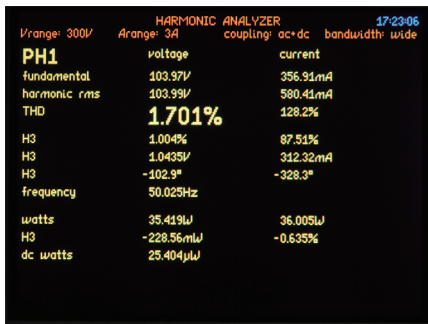 HARMONIC ANALYZER 17:23:06
Vrange: 300V Arange: 3A coupling: ac+dc bandwidth: wide
PH1 voltage current
fundamental 103.97V 356.91mA
harmonic rms 103.99V 580.41mA
THD 1.701% 128.2%
H3 1.004% 87.51%
H3 1.0435V 312.32mA
H3 -102.9° -328.3°
frequency 50.025Hz
watts 35.419W 36.005W
H3 -228.56mW -0.635%
dc watts 25.404µW